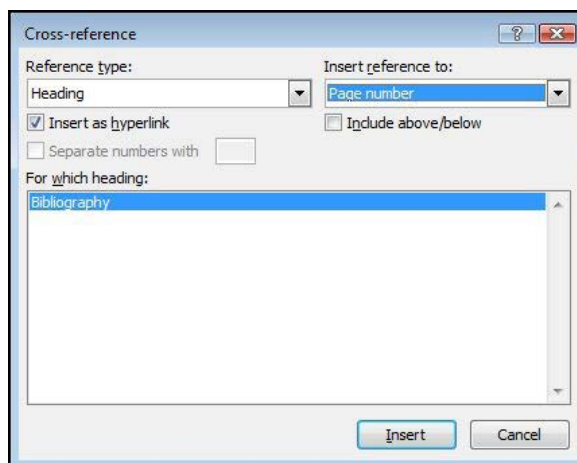 Cross-reference
Reference type:
Insert reference to:
Heading
Page number
Insert as hyperlink
Include above/below
Separate numbers with
For which heading:
Bibliography
Insert
Cancel